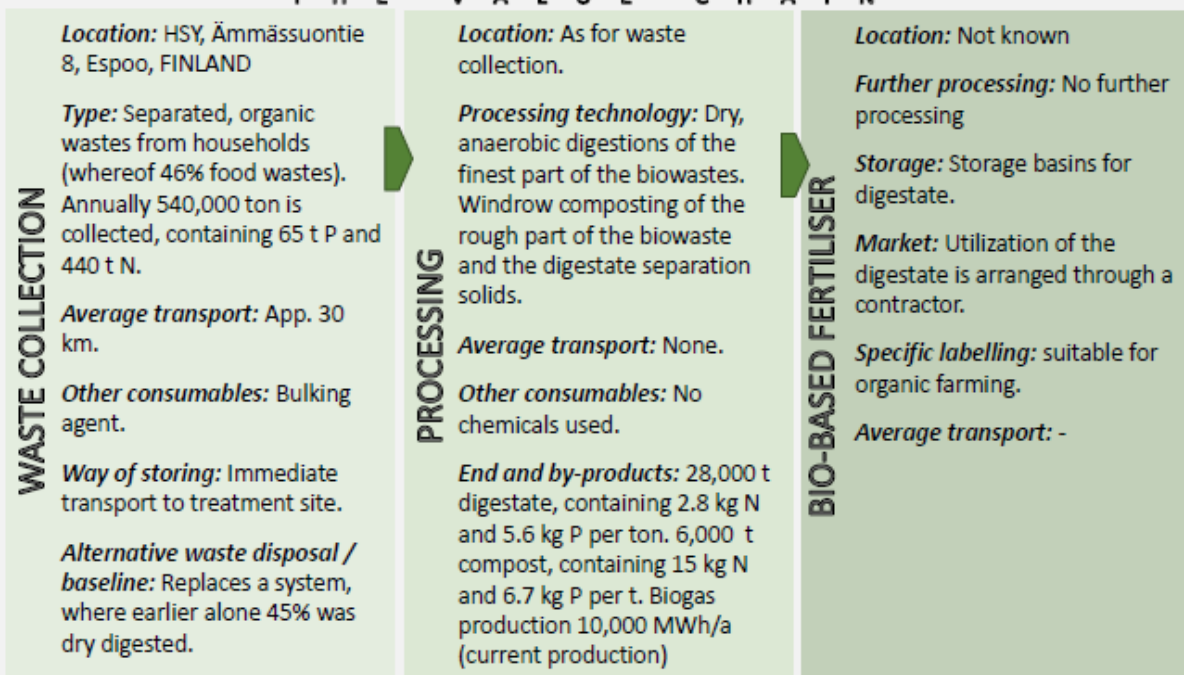 THE VALUE CHAIN
WASTE COLLECTION
Location: HSY, Ämmässuontie
8, Espoo, FINLAND
Type: Separated, organic
wastes from households
(whereof 46% food wastes).
Annually 540,000 ton is
collected, containing 65 t P and
440 t N.
Average transport: App. 30
km.
Other consumables: Bulking
agent.
Way of storing: Immediate
transport to treatment site.
Alternative waste disposal /
baseline: Replaces a system,
where earlier alone 45% was
dry digested.
PROCESSING
Location: As for waste
collection.
Processing technology: Dry,
anaerobic digestions of the
finest part of the biowastes.
Windrow composting of the
rough part of the biowaste
and the digestate separation
solids.
Average transport: None.
Other consumables: No
chemicals used.
End and by-products: 28,000 t
digestate, containing 2.8 kg N
and 5.6 kg P per ton. 6,000 t
compost, containing 15 kg N
and 6.7 kg P per t. Biogas
production 10,000 MWh/a
(current production)
BIO-BASED FERTILISER
Location: Not known
Further processing: No further
processing
Storage: Storage basins for
digestate.
Market: Utilization of the
digestate is arranged through a
contractor.
Specific labelling: suitable for
organic farming.
Average transport: -